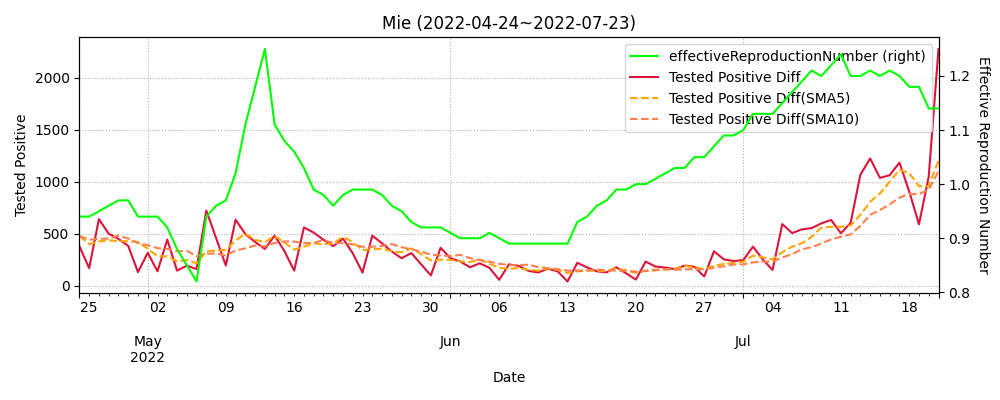 Mie (2022-04-24~2022-07-23)
effectiveReproductionNumber (right)
Tested Positive Diff
Tested Positive Diff(SMA5)
Tested Positive Diff(SMA10)
Tested Positive
2000
1500
1000
500
0
1.2
1.1
1.0
0.9
0.8
Effective Reproduction Number
25 02 09 16 23 30 06 13 20 27 04 11 18
May Jun Jul
2022
Date